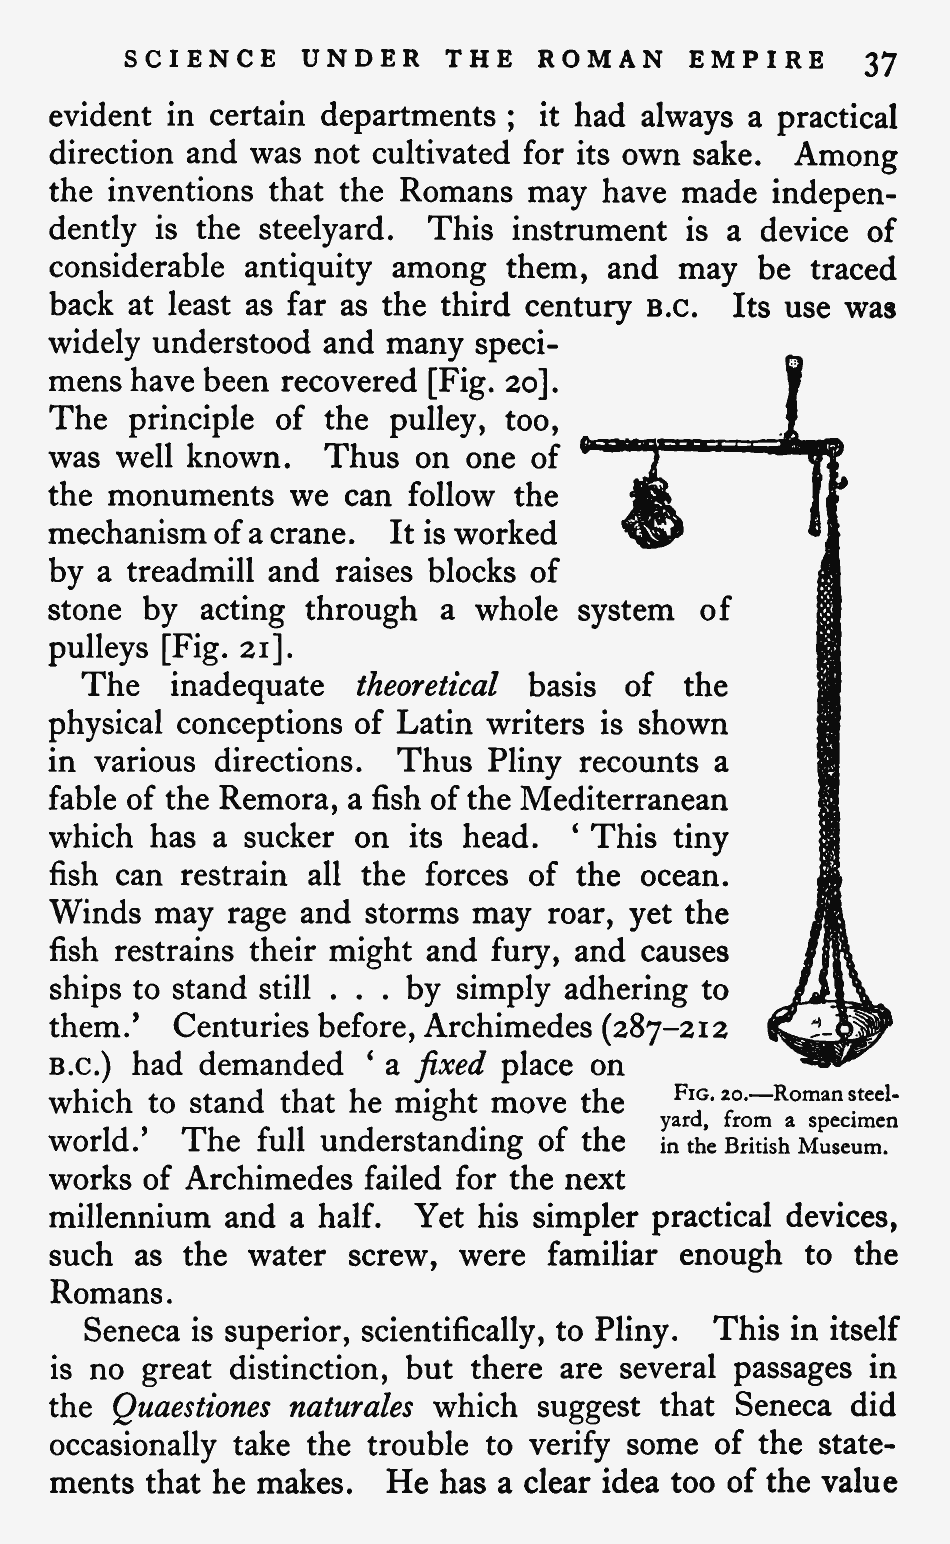 SCIENCE UNDER THE ROMAN EMPIRE 37
evident in certain departments ; it had always a practical
direction and was not cultivated for its own sake. Among
the inventions that the Romans may have made indepen-
dently is the steelyard. This instrument is a device of
considerable antiquity among them, and may be traced
back at least as far as the third century B.C. Its use was
widely understood and many speci-
mens have been recovered [Fig. 20].
The principle of the pulley, too,
was well known. Thus on one of
the monuments we can follow the
mechanism of a crane. It is worked
by a treadmill and raises blocks of
stone by acting through a whole system of
pulleys [Fig. 21].
The inadequate theoretical basis of the
physical conceptions of Latin writers is shown
in various directions. Thus Pliny recounts a
fable of the Remora, a fish of the Mediterranean
which has a sucker on its head. ‘ This tiny
fish can restrain all the forces of the ocean.
Winds may rage and storms may roar, yet the
fish restrains their might and fury, and causes
ships to stand still . . . by simply adhering to
them.’ Centuries before, Archimedes (287–212
B.C.) had demanded ‘ a fixed place on
which to stand that he might move the
world.’ The full understanding of the
works of Archimedes failed for the next
millennium and a half. Yet his simpler practical devices,
such as the water screw, were familiar enough to the
Romans.
FIG. 20.—Roman steel-
yard, from a specimen
in the British Museum.
Seneca is superior, scientifically, to Pliny. This in itself
is no great distinction, but there are several passages in
the Quaestiones naturales which suggest that Seneca did
occasionally take the trouble to verify some of the state-
ments that he makes. He has a clear idea too of the value